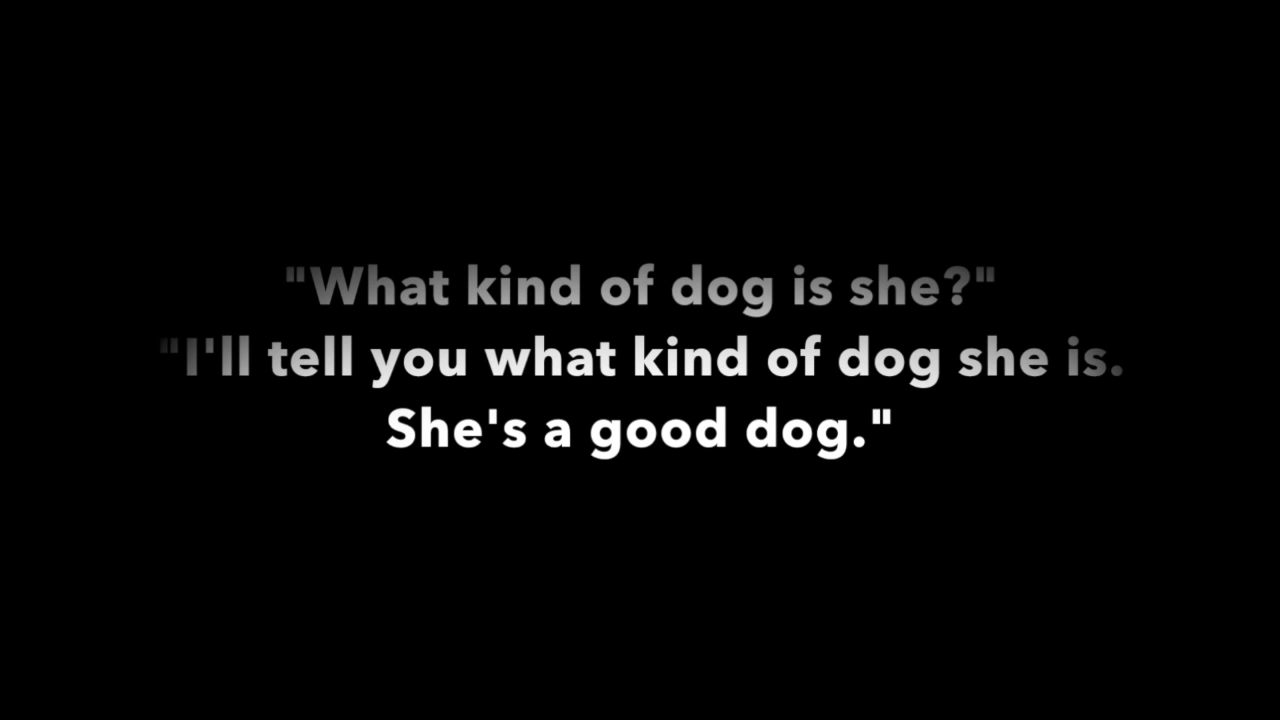 "What kind of dog is she?"
"I'll tell you what kind of dog she is.
She's a good dog."